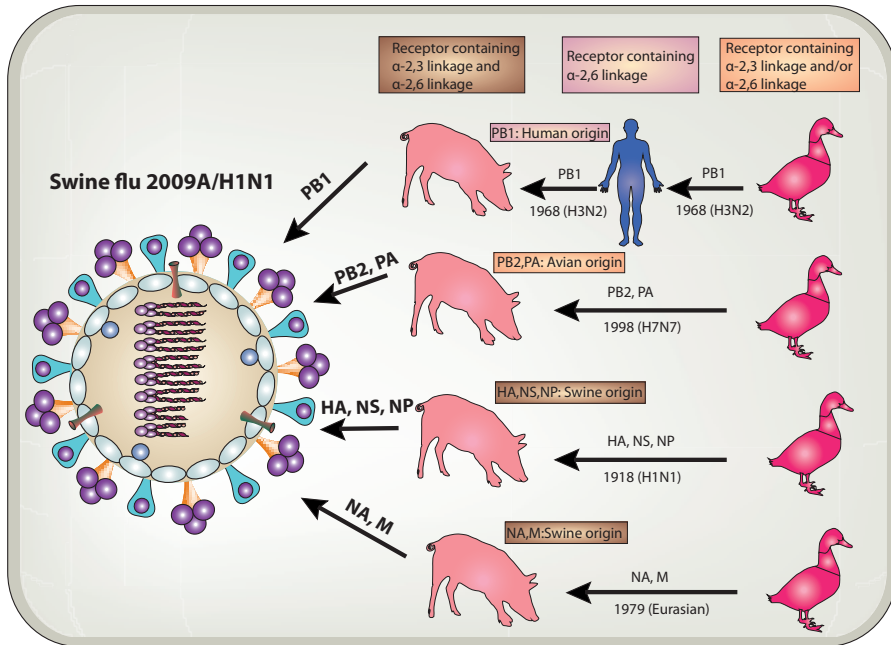 Receptor containing
α-2,3 linkage and
α-2,6 linkage
Receptor containing
α-2,6 linkage
Receptor containing
α-2,3 linkage and/or
α-2,6 linkage
Swine flu 2009A/H1N1
PB1
PB1: Human origin
PB1
1968 (H3N2)
PB1
1968 (H3N2)
PB2, PA
PB2,PA: Avian origin
PB2, PA
1998 (H7N7)
HA, NS, NP
HA,NS,NP: Swine origin
HA, NS, NP
1918 (H1N1)
NA, M
NA,M:Swine origin
NA, M
1979 (Eurasian)